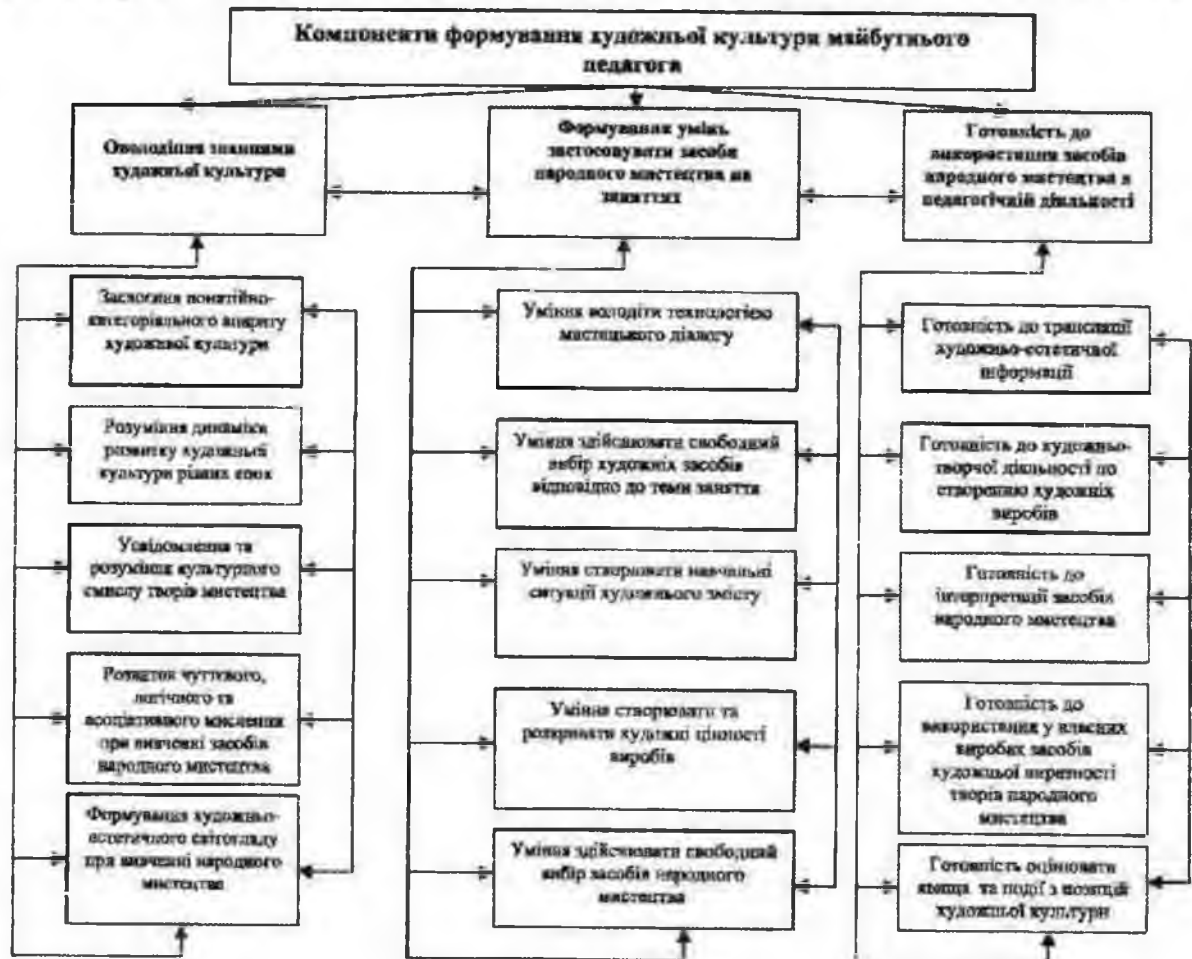 Компоненти формування художньої культури майбутнього
педагога
Оволодіння знаннями
художньої культури
Формування умінь
застосовувати засоби
народного мистецтва на
заняттях
Готовність до
використання засобів
народного мистецтва в
педагогічній діяльності
Засвоєння понятійно-
категоріального апарату
художньої культури
Розуміння динаміки
розвитку художньої
культури різних епох
Усвідомлення та
розуміння культурного
смислу творів мистецтва
Розвиток чуттєвого,
логічного та
асоціативного мислення
при вивченні засобів
народного мистецтва
Формування художньо-
естетичного світогляду
при вивченні народного
мистецтва
Уміння володіти технологією
мистецького діалогу
Уміння здійснювати свободний
вибір художніх засобів
відповідно до теми заняття
Уміння створювати навчальні
ситуації художнього змісту
Уміння створювати та
розкривати художні цінності
виробів
Уміння здійснювати свободний
вибір засобів народного
мистецтва
Готовність до трансляції
художньо-естетичної
інформації
Готовність до художньо-
творчої діяльності по
створенню художніх
виробів
Готовність до
інтерпретації засобів
народного мистецтва
Готовність до
використання у власних
виробах засобів
художньої виразності
творів народного
мистецтва
Готовність оцінювати
явища та події з позицій
художньої культури